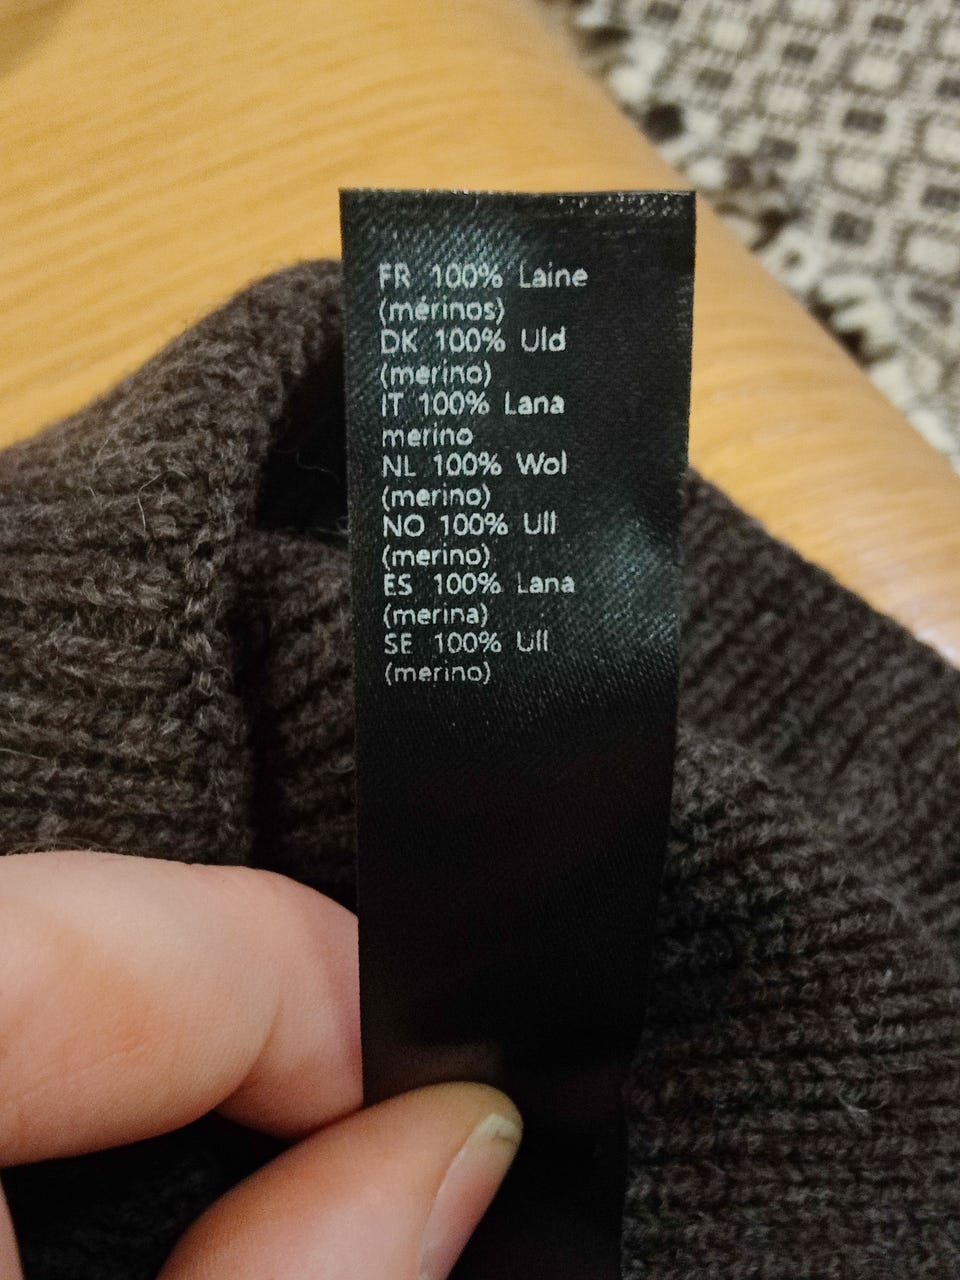 FR 100% Laine
(mérinos)
DK 100% Uld
(merino)
IT 100% Lana
merino
NL 100% Wol
(merino)
NO 100% Ull
(merino)
ES 100% Lana
(merina)
SE 100% Ull
(merino)